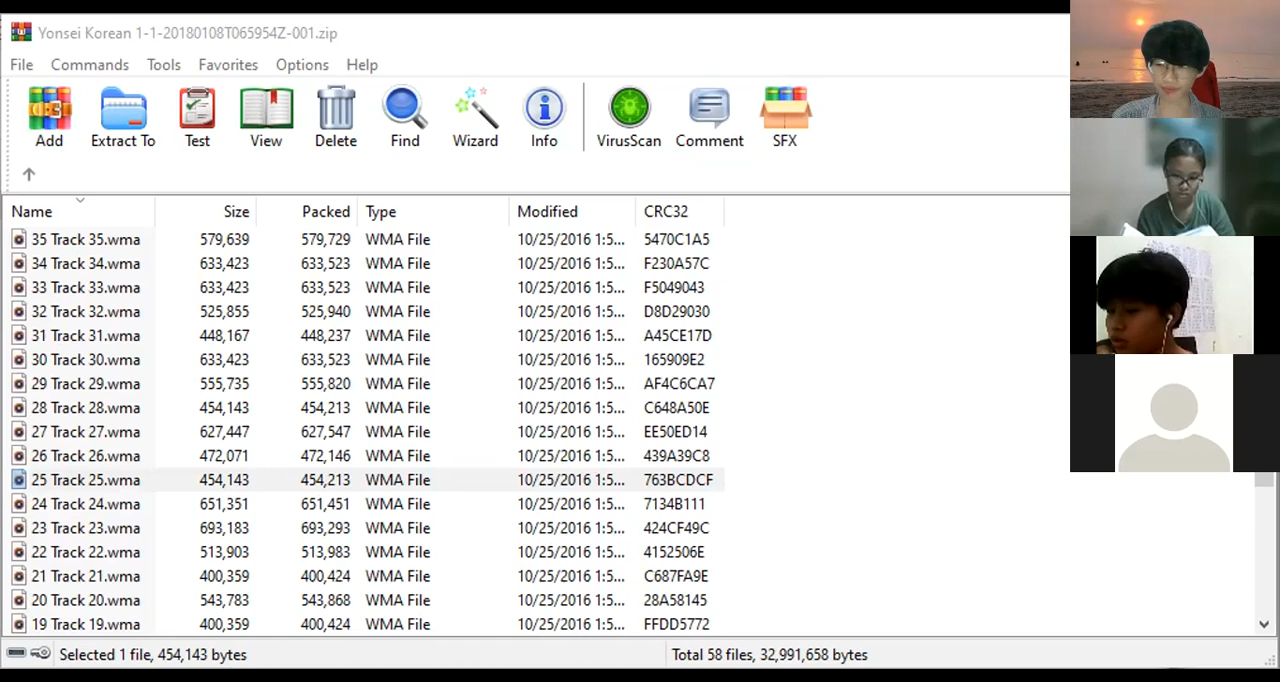 Yonsei Korean 1-1-20180108T065954Z-001.zip
File Commands Tools Favorites Options Help
Add Extract To Test View Delete Find Wizard Info VirusScan Comment SFX
Name Size Packed Type Modified CRC32
35 Track 35.wma 579,639 579,729 WMA File 10/25/2016 1:5... 5470C1A5
34 Track 34.wma 633,423 633,523 WMA File 10/25/2016 1:5... F230A57C
33 Track 33.wma 633,423 633,523 WMA File 10/25/2016 1:5... F5049043
32 Track 32.wma 525,855 525,940 WMA File 10/25/2016 1:5... D8D29030
31 Track 31.wma 448,167 448,237 WMA File 10/25/2016 1:5... A45CE17D
30 Track 30.wma 633,423 633,523 WMA File 10/25/2016 1:5... 165909E2
29 Track 29.wma 555,735 555,820 WMA File 10/25/2016 1:5... AF4C6CA7
28 Track 28.wma 454,143 454,213 WMA File 10/25/2016 1:5... C648A50E
27 Track 27.wma 627,447 627,547 WMA File 10/25/2016 1:5... EE50ED14
26 Track 26.wma 472,071 472,146 WMA File 10/25/2016 1:5... 439A39C8
25 Track 25.wma 454,143 454,213 WMA File 10/25/2016 1:5... 763BCDCF
24 Track 24.wma 651,351 651,451 WMA File 10/25/2016 1:5... 7134B111
23 Track 23.wma 693,183 693,293 WMA File 10/25/2016 1:5... 424CF49C
22 Track 22.wma 513,903 513,983 WMA File 10/25/2016 1:5... 4152506E
21 Track 21.wma 400,359 400,424 WMA File 10/25/2016 1:5... C687FA9E
20 Track 20.wma 543,783 543,868 WMA File 10/25/2016 1:5... 28A58145
19 Track 19.wma 400,359 400,424 WMA File 10/25/2016 1:5... FFDD5772
Selected 1 file, 454,143 bytes Total 58 files, 32,991,658 bytes